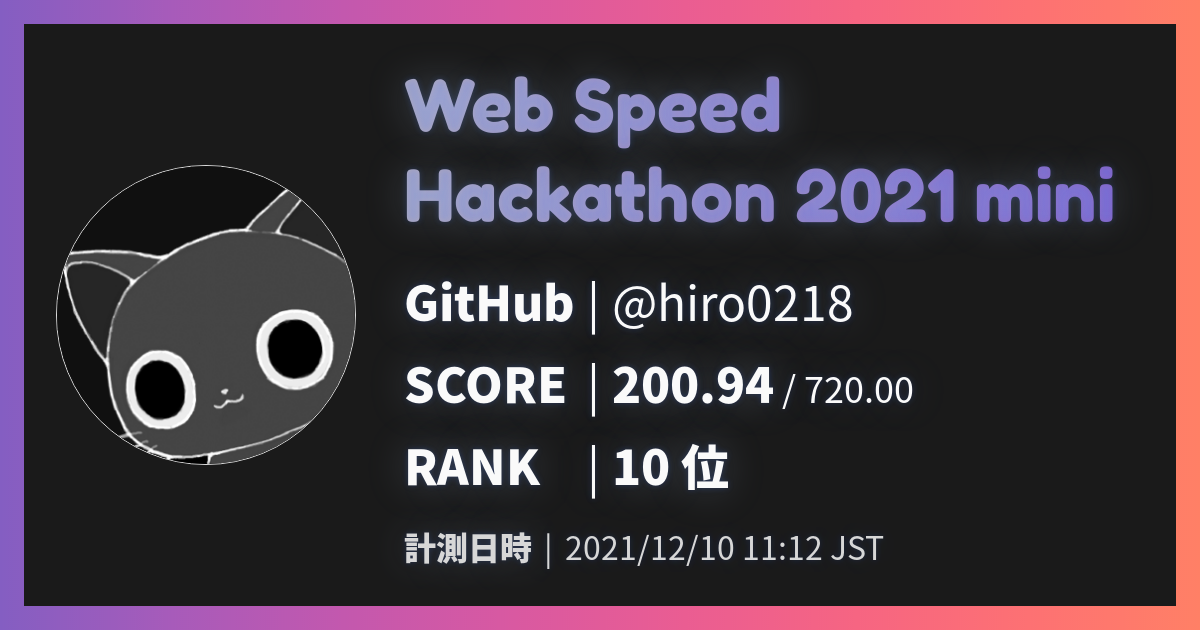 Web Speed
Hackathon 2021 mini
GitHub | @hiro0218
SCORE | 200.94 / 720.00
RANK | 10 位
計測日時 | 2021/12/10 11:12 JST